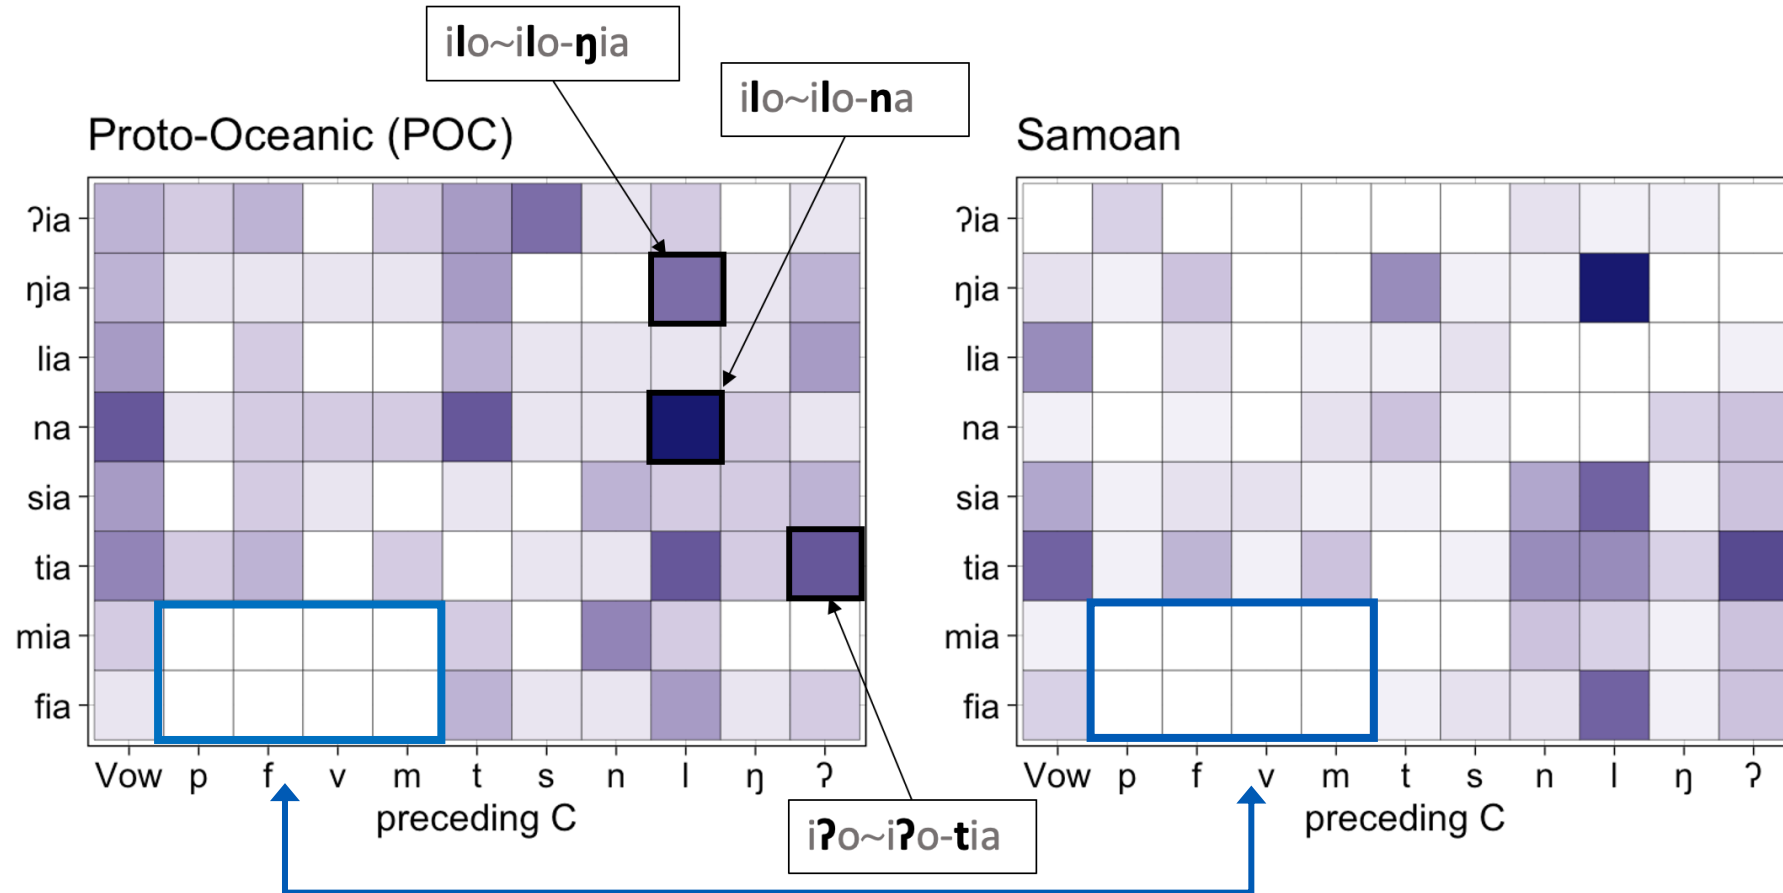 ilo~ilo-ŋia
ilo~ilo-na
Proto-Oceanic (POC)
ʔia
ŋia
lia
na
sia
tia
mia
fia
Vow p f v m t s n l ŋ ʔ
preceding C
iʔo~iʔo-tia
Samoan
ʔia
ŋia
lia
na
sia
tia
mia
fia
Vow p f v m t s n l ŋ ʔ
preceding C